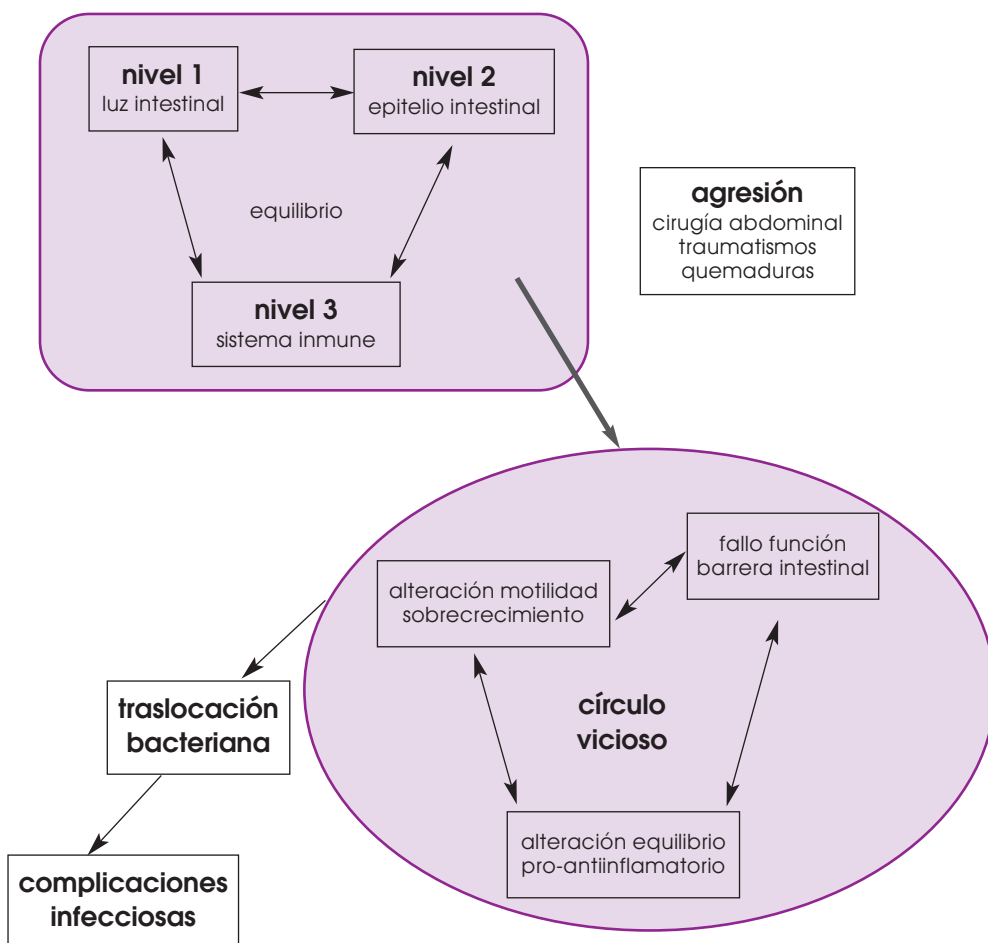 nivel 1
luz intestinal
nivel 2
epitelio intestinal
equilibrio
nivel 3
sistema inmune
agresión
cirugía abdominal
traumatismos
quemaduras
fallo función
barrera intestinal
alteración motilidad
sobrecrecimiento
círculo
vicioso
alteración equilibrio
pro-antiinflamatorio
traslocación
bacteriana
complicaciones
infecciosas